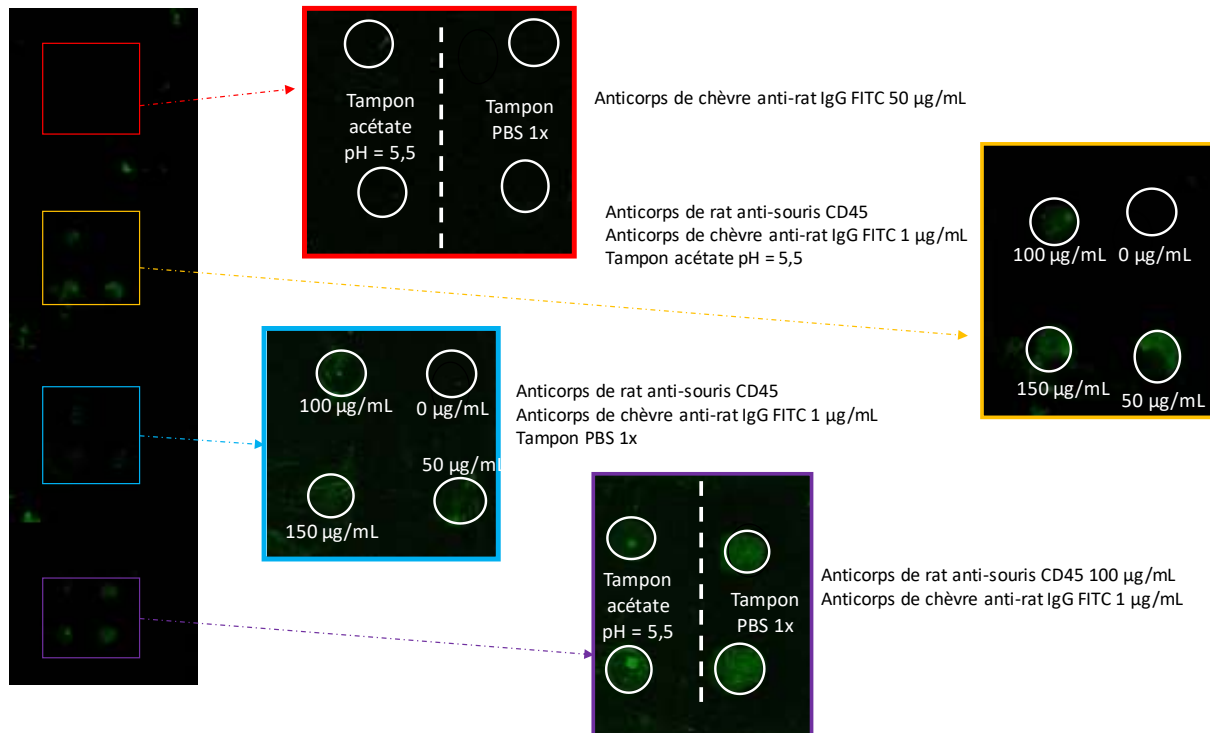 Tampon
acétate
pH = 5,5
Tampon
PBS 1x
Anticorps de chèvre anti-rat IgG FITC 50 µg/mL
Anticorps de rat anti-souris CD45
Anticorps de chèvre anti-rat IgG FITC 1 µg/mL
Tampon acétate pH = 5,5
100 µg/mL
0 µg/mL
150 µg/mL
50 µg/mL
100 µg/mL
0 µg/mL
50 µg/mL
150 µg/mL
Anticorps de rat anti-souris CD45
Anticorps de chèvre anti-rat IgG FITC 1 µg/mL
Tampon PBS 1x
Tampon
acétate
pH = 5,5
Tampon
PBS 1x
Anticorps de rat anti-souris CD45 100 µg/mL
Anticorps de chèvre anti-rat IgG FITC 1 µg/mL